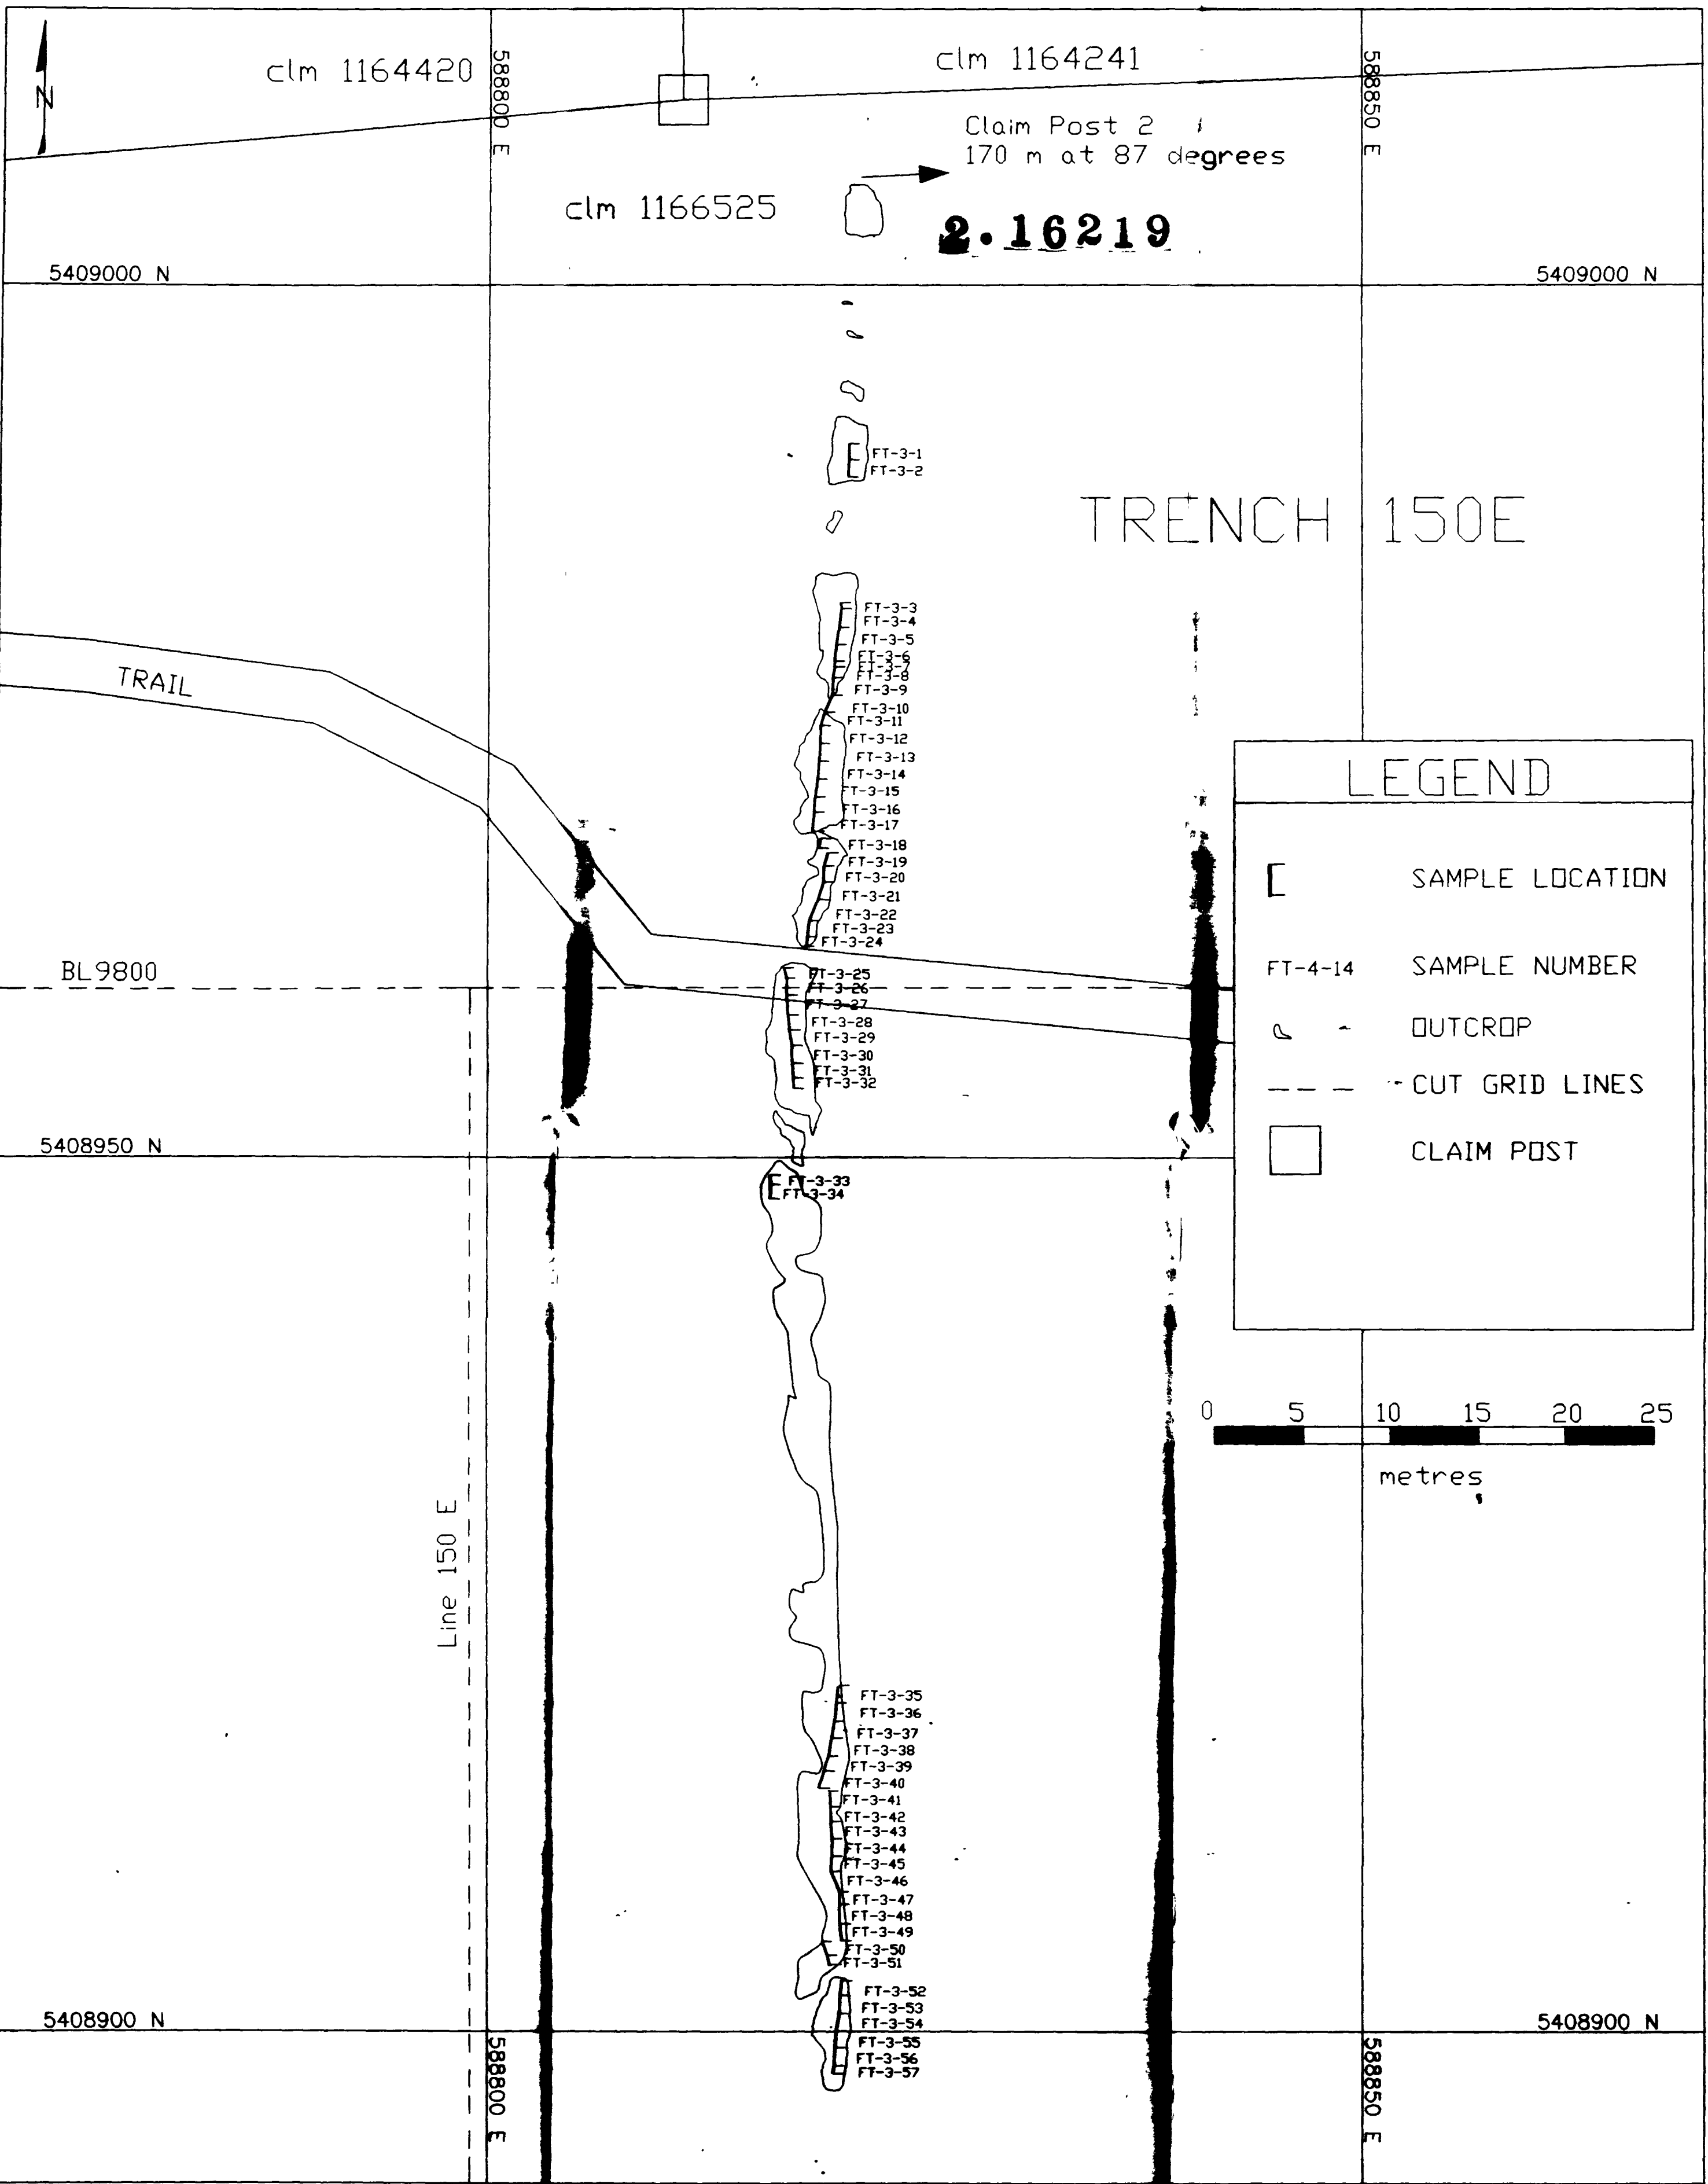 N
clm 1164420
588800 E
clm 1164241
588850 E
Claim Post 2
170 m at 87 degrees
clm 1166525
2.16219
5409000 N
5409000 N
FT-3-1
FT-3-2
TRENCH 150E
FT-3-3
FT-3-4
FT-3-5
FT-3-6
FT-3-7
FT-3-8
FT-3-9
FT-3-10
FT-3-11
FT-3-12
FT-3-13
FT-3-14
FT-3-15
FT-3-16
FT-3-17
FT-3-18
FT-3-19
FT-3-20
FT-3-21
FT-3-22
FT-3-23
FT-3-24
TRAIL
BL9800
FT-3-25
FT-3-26
FT-3-27
FT-3-28
FT-3-29
FT-3-30
FT-3-31
FT-3-32
LEGEND
SAMPLE LOCATION
FT-4-14 SAMPLE NUMBER
OUTCROP
CUT GRID LINES
CLAIM POST
5408950 N
FT-3-33
FT-3-34
0 5 10 15 20 25
metres
Line 150 E
FT-3-35
FT-3-36
FT-3-37
FT-3-38
FT-3-39
FT-3-40
FT-3-41
FT-3-42
FT-3-43
FT-3-44
FT-3-45
FT-3-46
FT-3-47
FT-3-48
FT-3-49
FT-3-50
FT-3-51
FT-3-52
FT-3-53
FT-3-54
FT-3-55
FT-3-56
FT-3-57
5408900 N
5408900 N
588800 E
588850 E